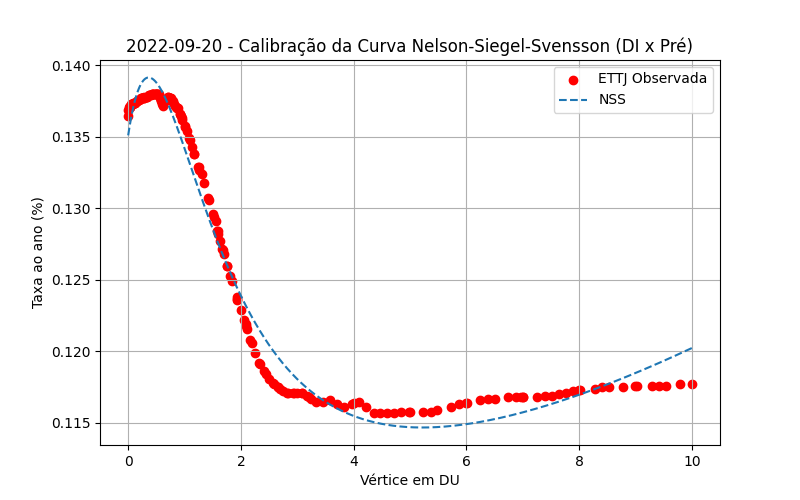 2022-09-20 - Calibração da Curva Nelson-Siegel-Svensson (DI x Pré)
ETTJ Observada
NSS
Taxa ao ano (%)
0.140
0.135
0.130
0.125
0.120
0.115
0 2 4 6 8 10
Vértice em DU